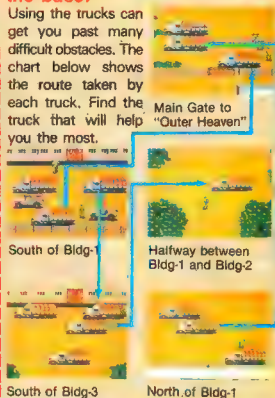 Using the trucks can
get you past many
difficult obstacles. The
chart below shows
the route taken by
each truck. Find the
truck that will help
you the most.
Main Gate to
"Outer Heaven"
South of Bldg-1
Halfway between
Bldg-1 and Bldg-2
South of Bldg-3
North of Bldg-1